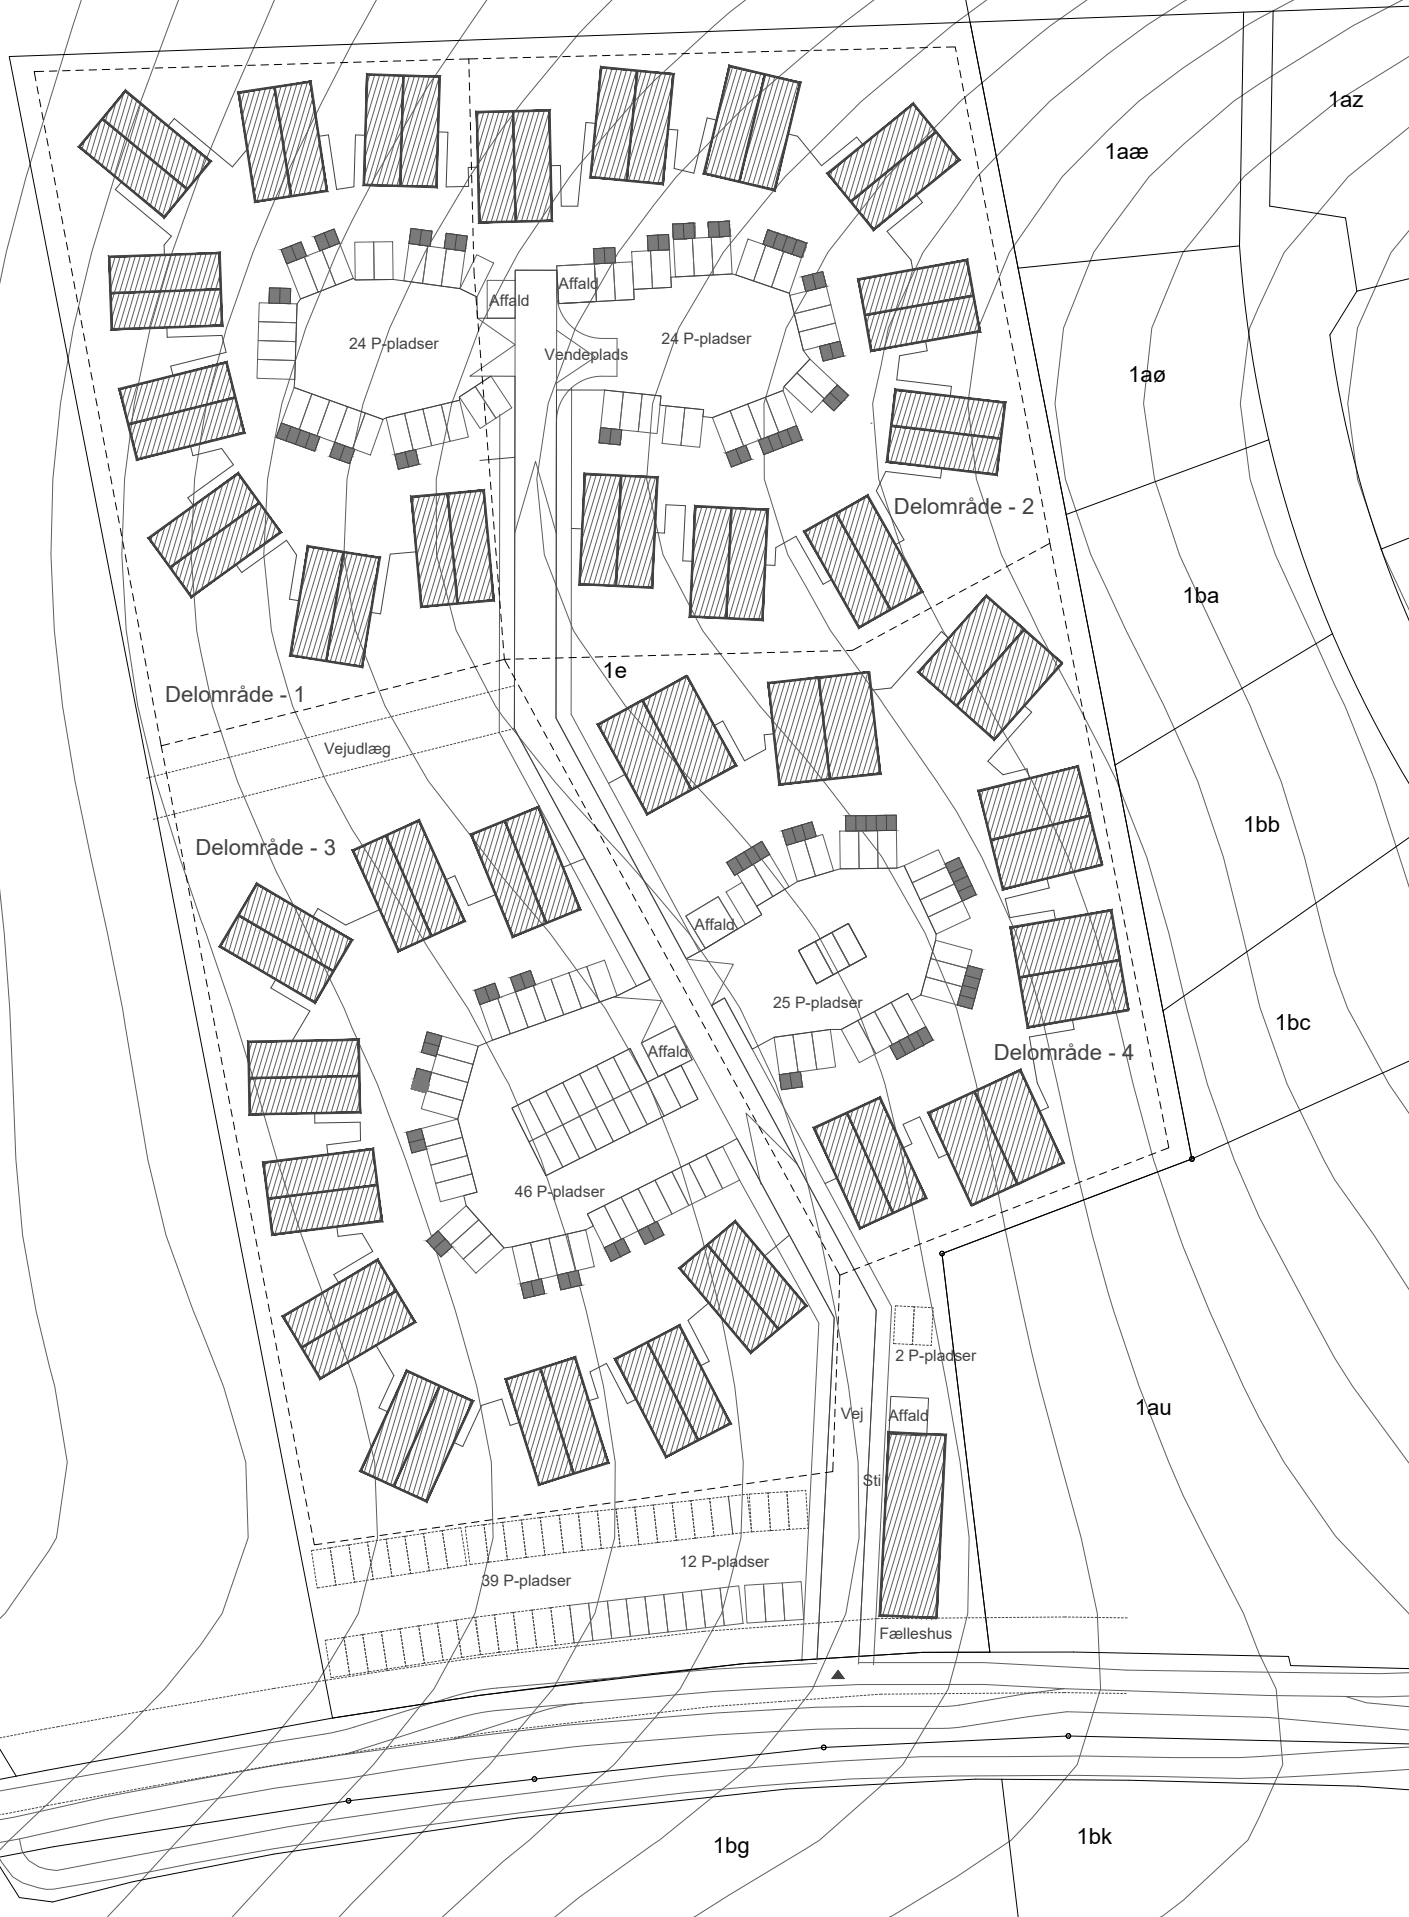 1az
1aæ
Affald
Affald
24 P-pladser
Vendeplads
24 P-pladser
1aø
Delområde - 2
1ba
1e
Delområde - 1
Vejudlæg
1bb
Delområde - 3
Affald
25 P-pladser
1bc
Delområde - 4
Affald
46 P-pladser
2 P-pladser
1au
Vej
Affald
Sti
12 P-pladser
39 P-pladser
Fælleshus
1bg
1bk